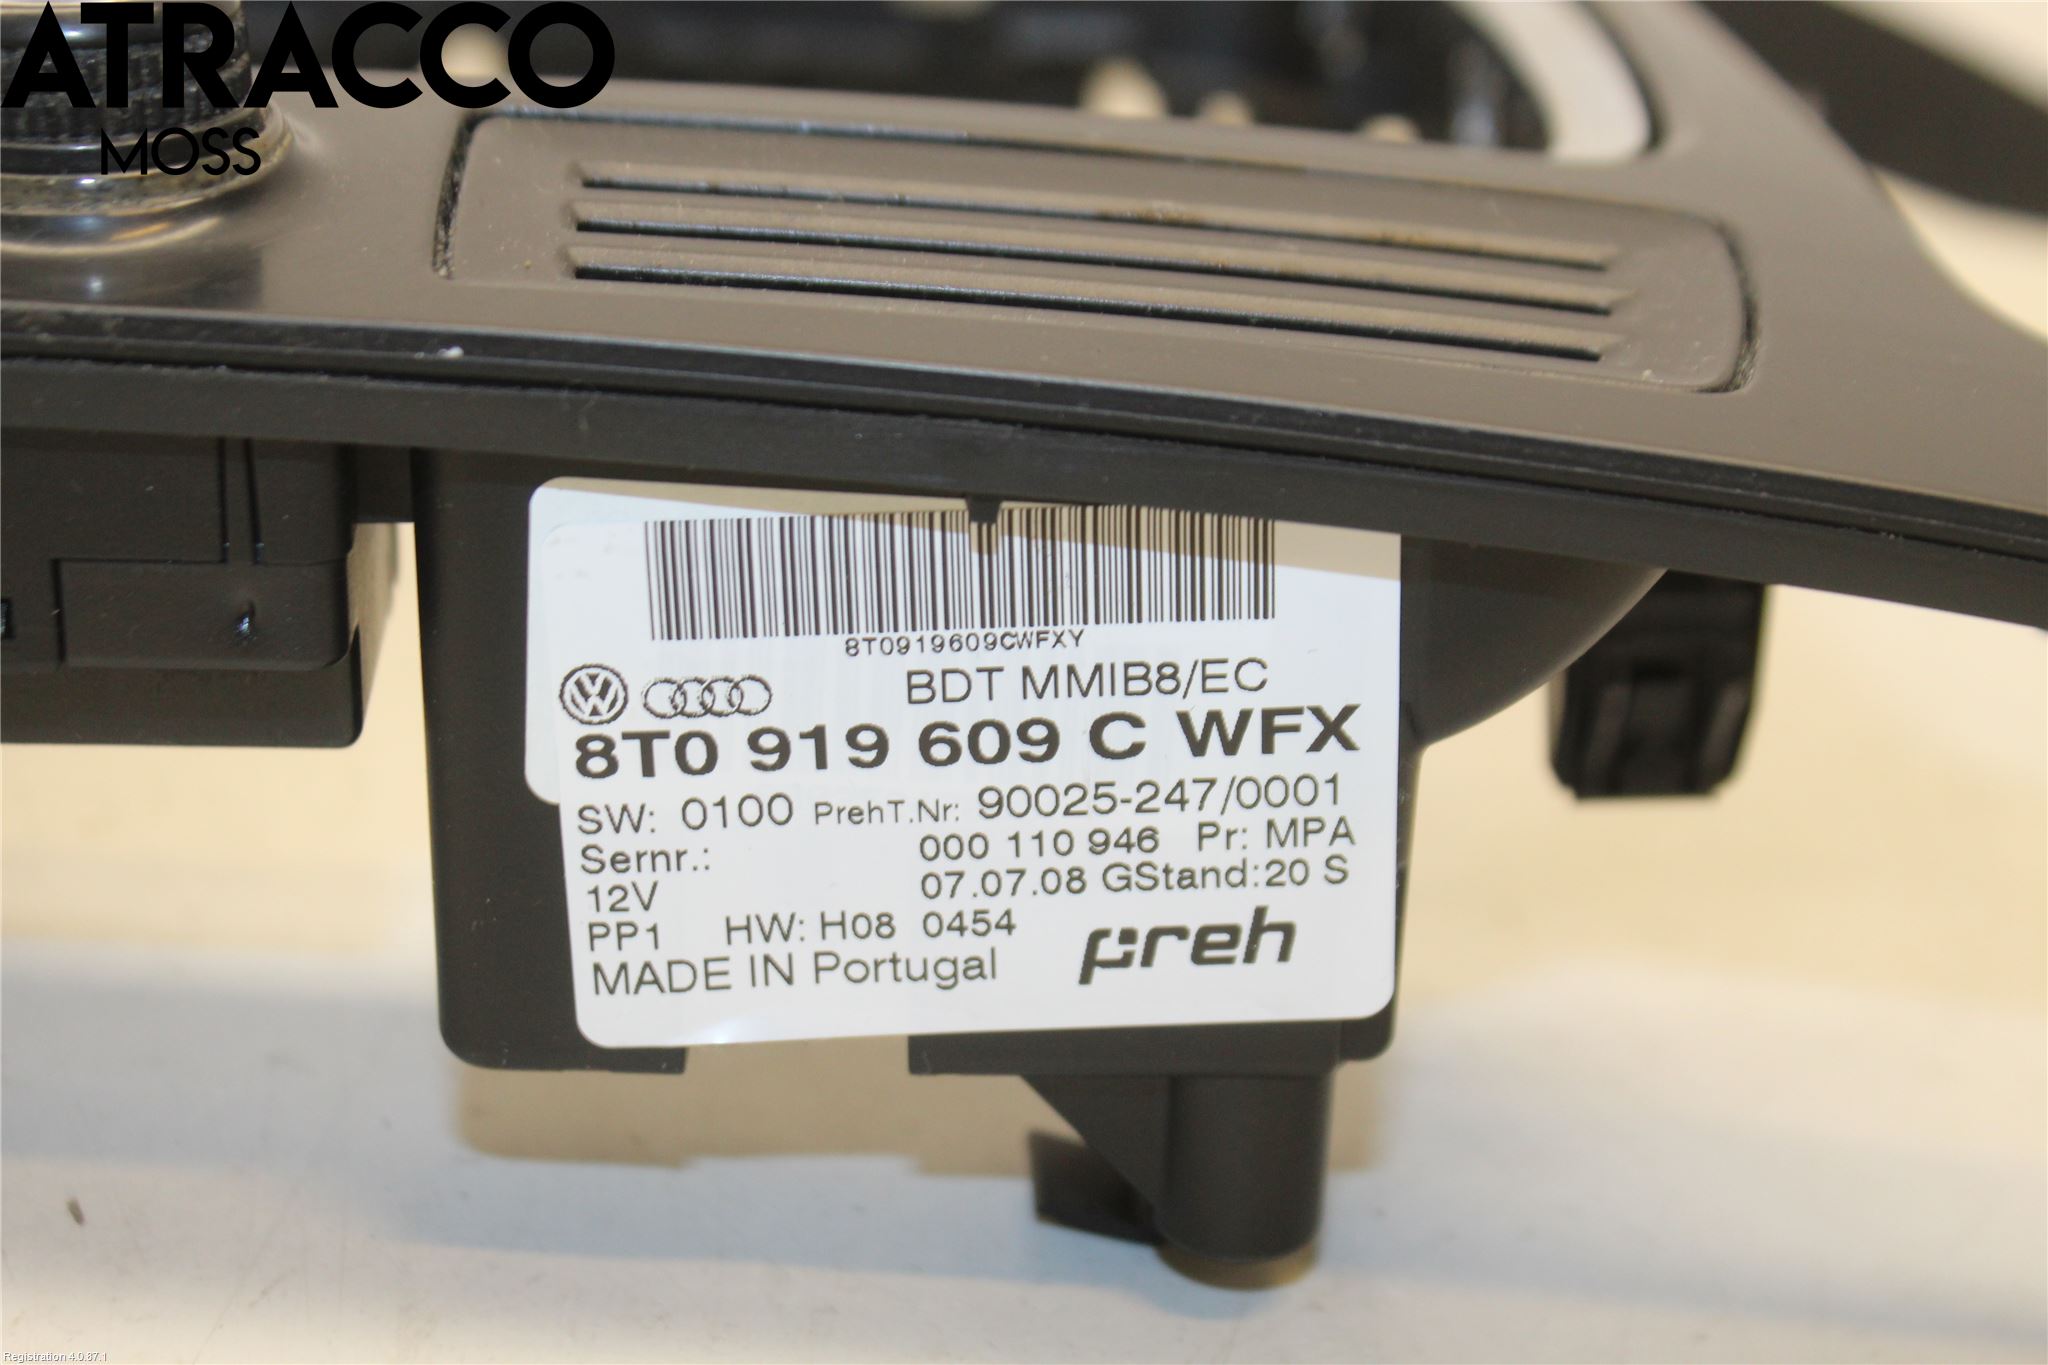 ATRACCO
MOSS
8T0919609CWFXY
BDT MMIB8/EC
8T0 919 609 C WFX
SW: 0100 PrehT.Nr: 90025-247/0001
Sernr.: 000 110 946 Pr: MPA
12V 07.07.08 GStand:20 S
PP1 HW: H08 0454
MADE IN Portugal preh
Registration 4.0.87.1